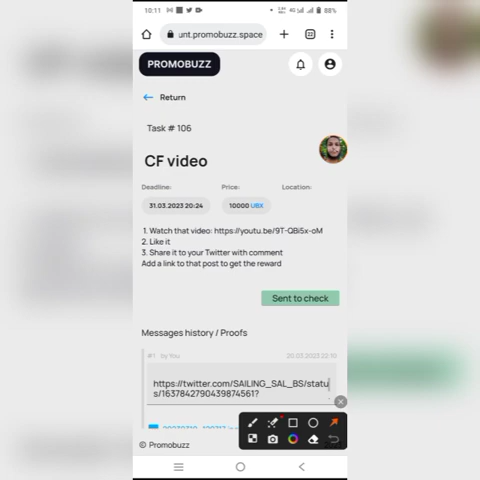 10:11
88%
unt.promobuzz.space
PROMOBUZZ
Return
Task # 106
CF video
Deadline: Price: Location:
31.03.2023 20:24 10000 UBX
1. Watch that video: https://youtu.be/9T-QBi5x-oM
2. Like it
3. Share it to your Twitter with comment
Add a link to that post to get the reward
Sent to check
Messages history / Proofs
#1 by You 20.03.2023 22:10
https://twitter.com/SAILING_SAL_BS/statu
s/1637842790439874561?
© Promobuzz